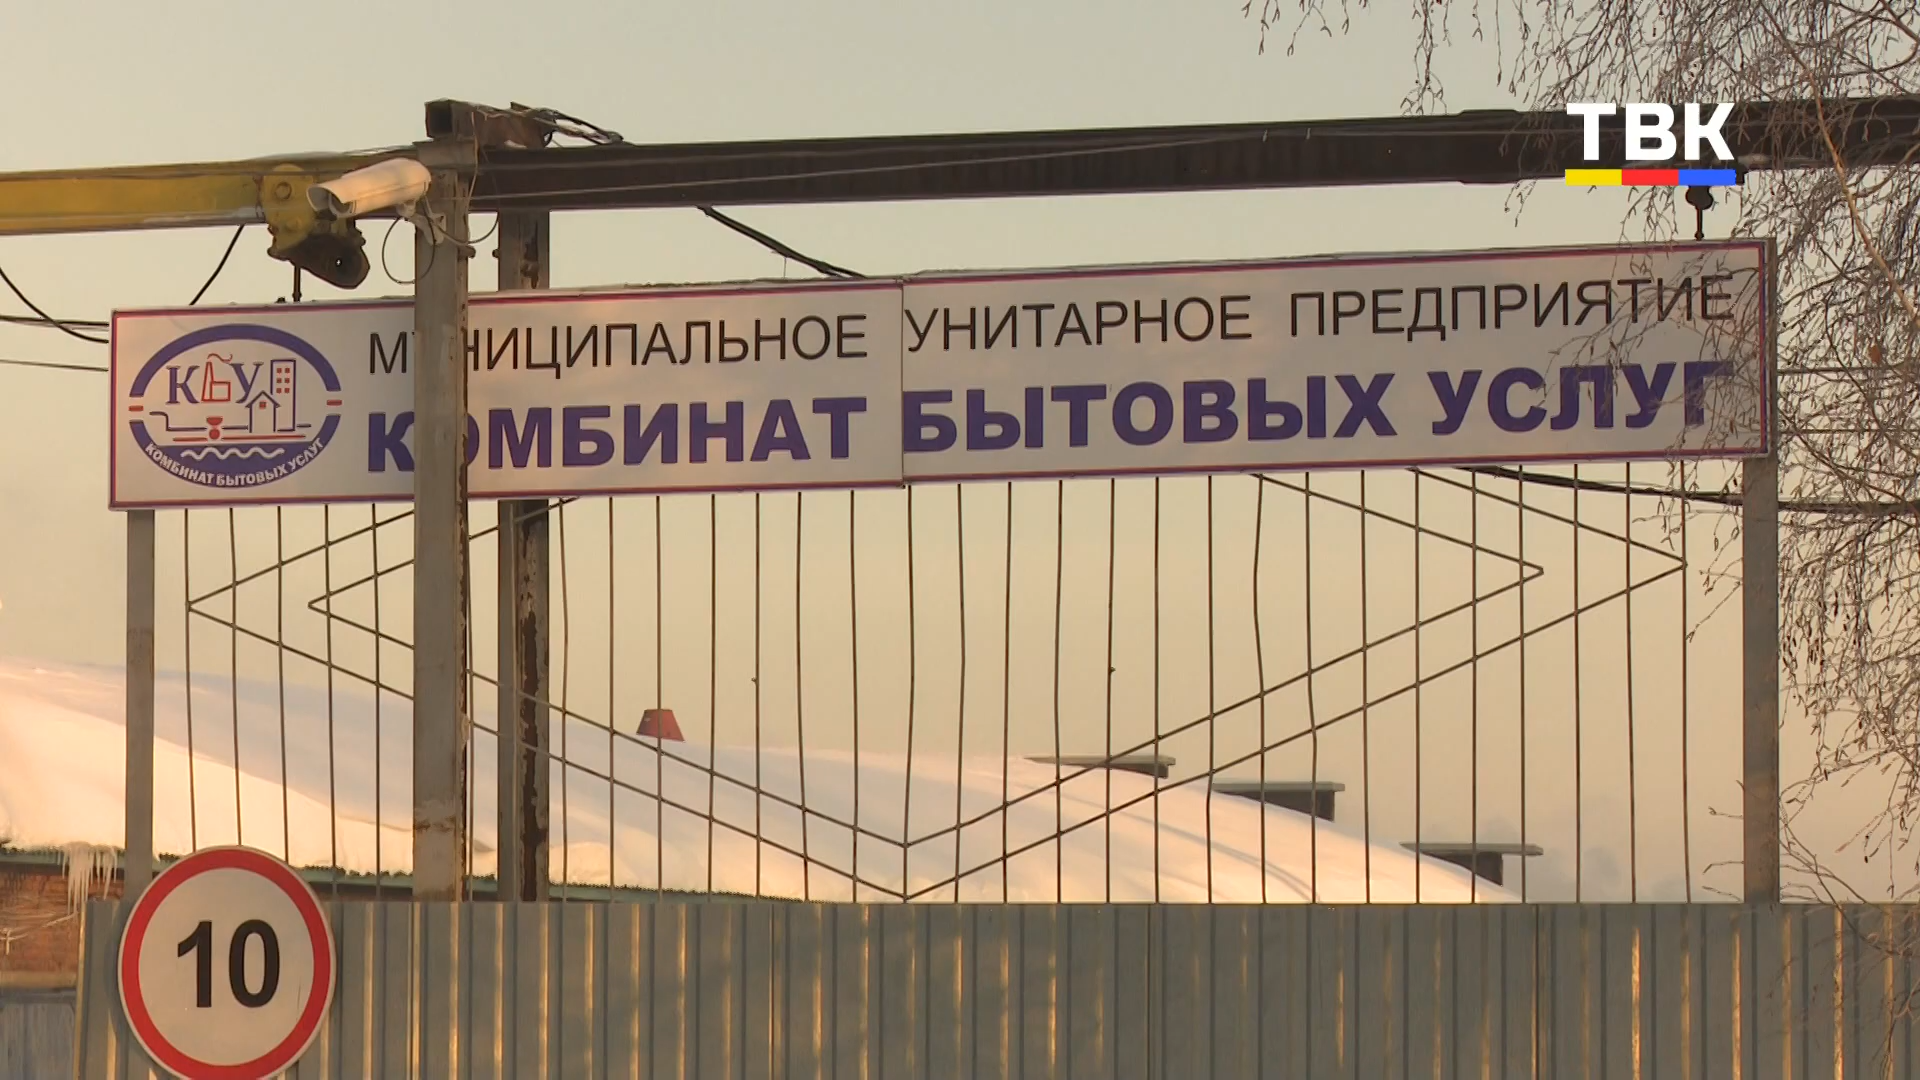 ТВК
МУНИЦИПАЛЬНОЕ УНИТАРНОЕ ПРЕДПРИЯТИЕ
КОМБИНАТ БЫТОВЫХ УСЛУГ
КБУ
КОМБИНАТ БЫТОВЫХ УСЛУГ
10